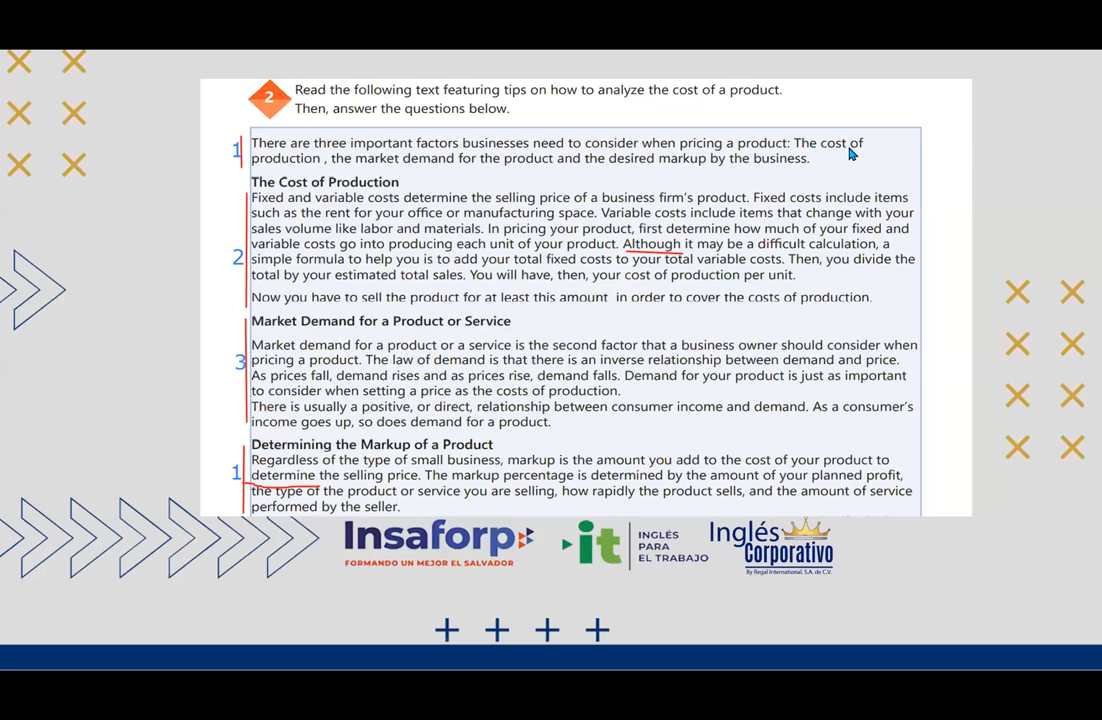 2
Read the following text featuring tips on how to analyze the cost of a product.
Then, answer the questions below.
1
There are three important factors businesses need to consider when pricing a product: The cost of
production , the market demand for the product and the desired markup by the business.
The Cost of Production
Fixed and variable costs determine the selling price of a business firm's product. Fixed costs include items
such as the rent for your office or manufacturing space. Variable costs include items that change with your
sales volume like labor and materials. In pricing your product, first determine how much of your fixed and
variable costs go into producing each unit of your product. Although it may be a difficult calculation, a
2
simple formula to help you is to add your total fixed costs to your total variable costs. Then, you divide the
total by your estimated total sales. You will have, then, your cost of production per unit.
Now you have to sell the product for at least this amount in order to cover the costs of production.
Market Demand for a Product or Service
Market demand for a product or a service is the second factor that a business owner should consider when
3
pricing a product. The law of demand is that there is an inverse relationship between demand and price.
As prices fall, demand rises and as prices rise, demand falls. Demand for your product is just as important
to consider when setting a price as the costs of production.
There is usually a positive, or direct, relationship between consumer income and demand. As a consumer's
income goes up, so does demand for a product.
Determining the Markup of a Product
Regardless of the type of small business, markup is the amount you add to the cost of your product to
1
determine the selling price. The markup percentage is determined by the amount of your planned profit,
the type of the product or service you are selling, how rapidly the product sells, and the amount of service
performed by the seller.
Insaforp
FORMANDO UN MEJOR EL SALVADOR
it
INGLÉS
PARA
EL TRABAJO
Inglés
Corporativo
By Regal International, S.A. de C.V.